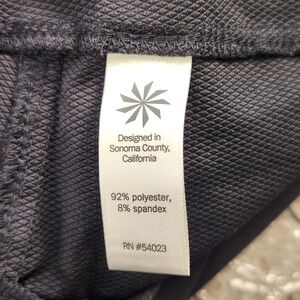 Designed in
Sonoma County,
California
92% polyester,
8% spandex
RN #54023